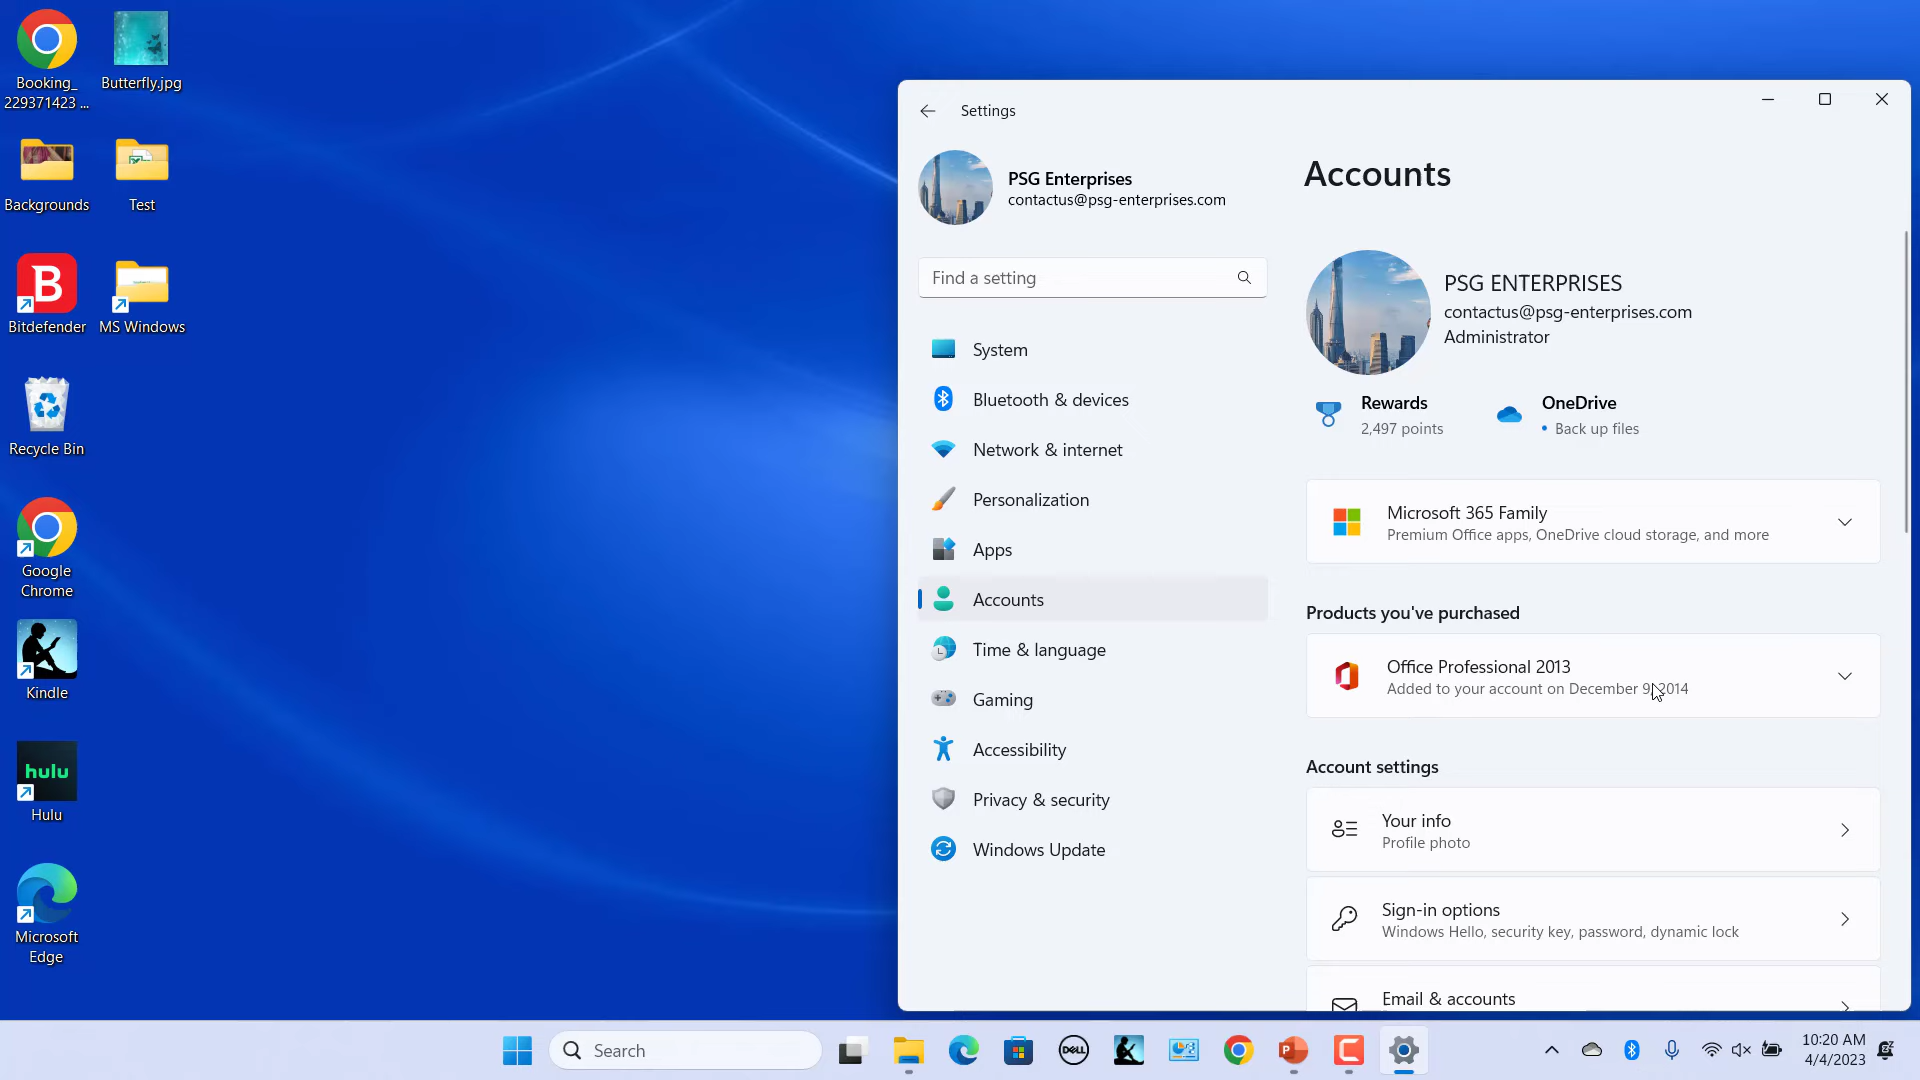 Booking_
229371423 ...
Butterfly.jpg
Backgrounds
Test
Bitdefender
MS Windows
Recycle Bin
Google
Chrome
Kindle
hulu
Hulu
Microsoft
Edge
Settings
PSG Enterprises
contactus@psg-enterprises.com
Find a setting
System
Bluetooth & devices
Network & internet
Personalization
Apps
Accounts
Time & language
Gaming
Accessibility
Privacy & security
Windows Update
Accounts
PSG ENTERPRISES
contactus@psg-enterprises.com
Administrator
Rewards
2,497 points
OneDrive
• Back up files
Microsoft 365 Family
Premium Office apps, OneDrive cloud storage, and more
Products you've purchased
Office Professional 2013
Added to your account on December 9, 2014
Account settings
Your info
Profile photo
Sign-in options
Windows Hello, security key, password, dynamic lock
Email & accounts
Search
DELL
10:20 AM
4/4/2023